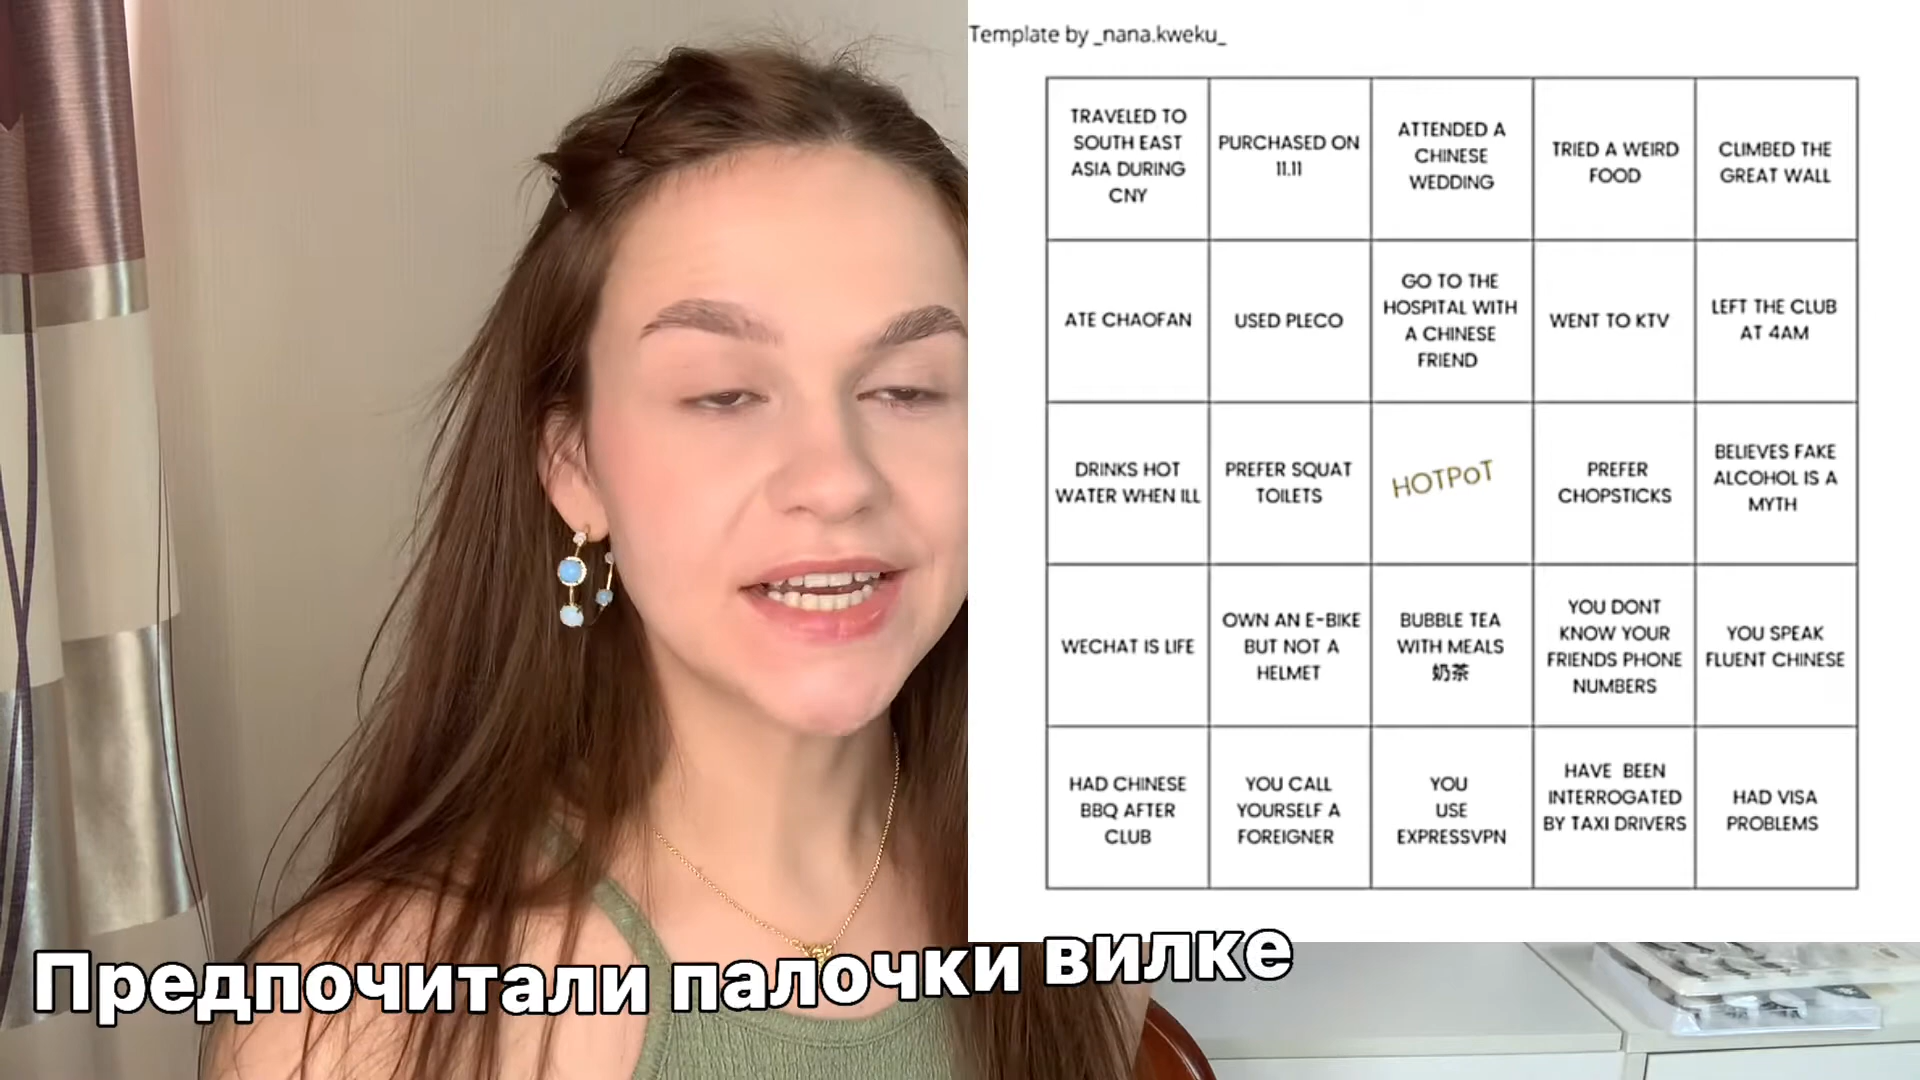 Template by _nana.kweku_
TRAVELED TO
SOUTH EAST
ASIA DURING
CNY
PURCHASED ON
11.11
ATTENDED A
CHINESE
WEDDING
TRIED A WEIRD
FOOD
CLIMBED THE
GREAT WALL
ATE CHAOFAN
USED PLECO
GO TO THE
HOSPITAL WITH
A CHINESE
FRIEND
WENT TO KTV
LEFT THE CLUB
AT 4AM
DRINKS HOT
WATER WHEN ILL
PREFER SQUAT
TOILETS
HOTPoT
PREFER
CHOPSTICKS
BELIEVES FAKE
ALCOHOL IS A
MYTH
WECHAT IS LIFE
OWN AN E-BIKE
BUT NOT A
HELMET
BUBBLE TEA
WITH MEALS
奶茶
YOU DONT
KNOW YOUR
FRIENDS PHONE
NUMBERS
YOU SPEAK
FLUENT CHINESE
HAD CHINESE
BBQ AFTER
CLUB
YOU CALL
YOURSELF A
FOREIGNER
YOU
USE
EXPRESSVPN
HAVE BEEN
INTERROGATED
BY TAXI DRIVERS
HAD VISA
PROBLEMS
Предпочитали палочки вилке